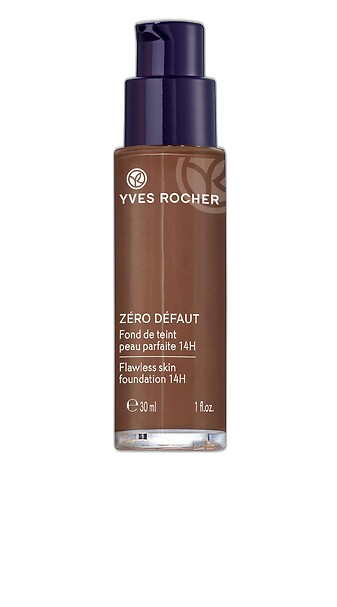 YVES ROCHER
ZÉRO DÉFAUT
Fond de teint
peau parfaite 14H
Flawless skin
foundation 14H
℮ 30 ml 1 fl.oz.